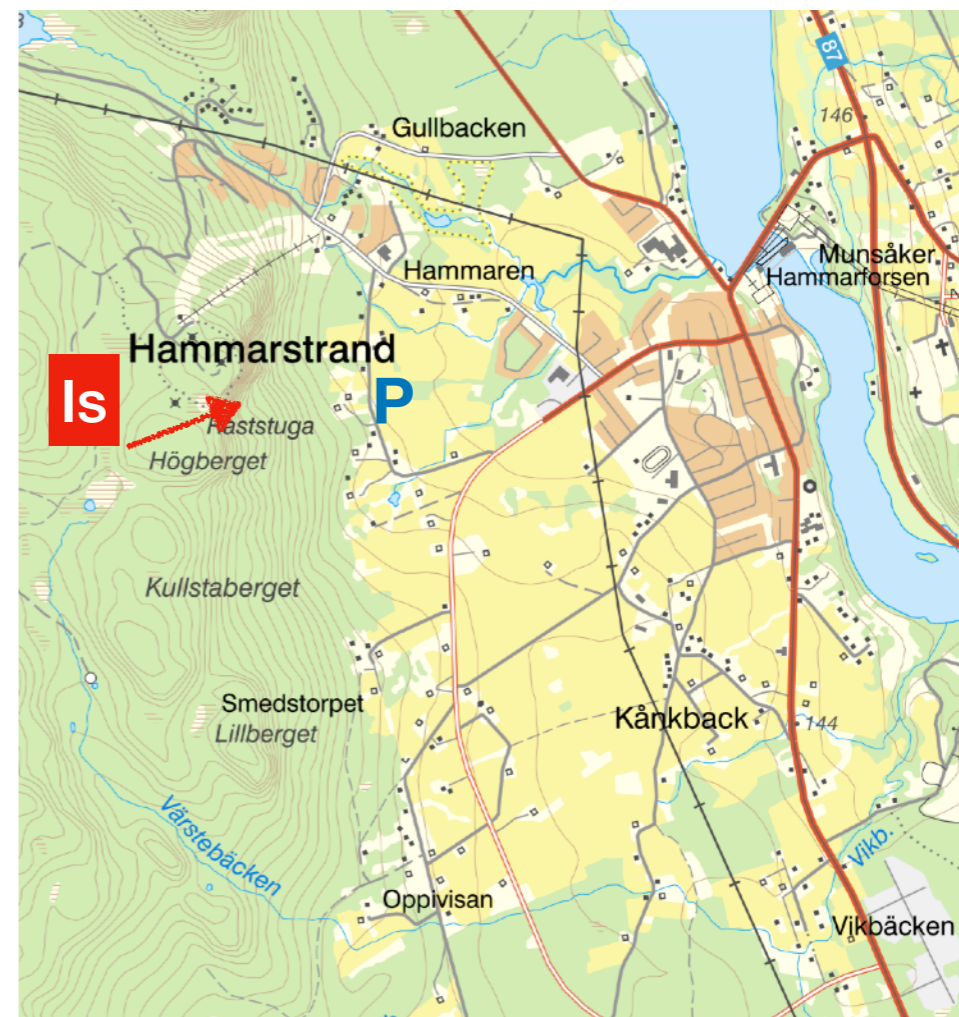 87
146
Gullbacken
Hammaren
Munsåker
Hammarforsen
Hammarstrand
Is
P
Raststuga
Högberget
Kullstaberget
Smedstorpet
Lillberget
Kånkback
144
Värstebäcken
Vikb.
Oppivisan
Vikbäcken